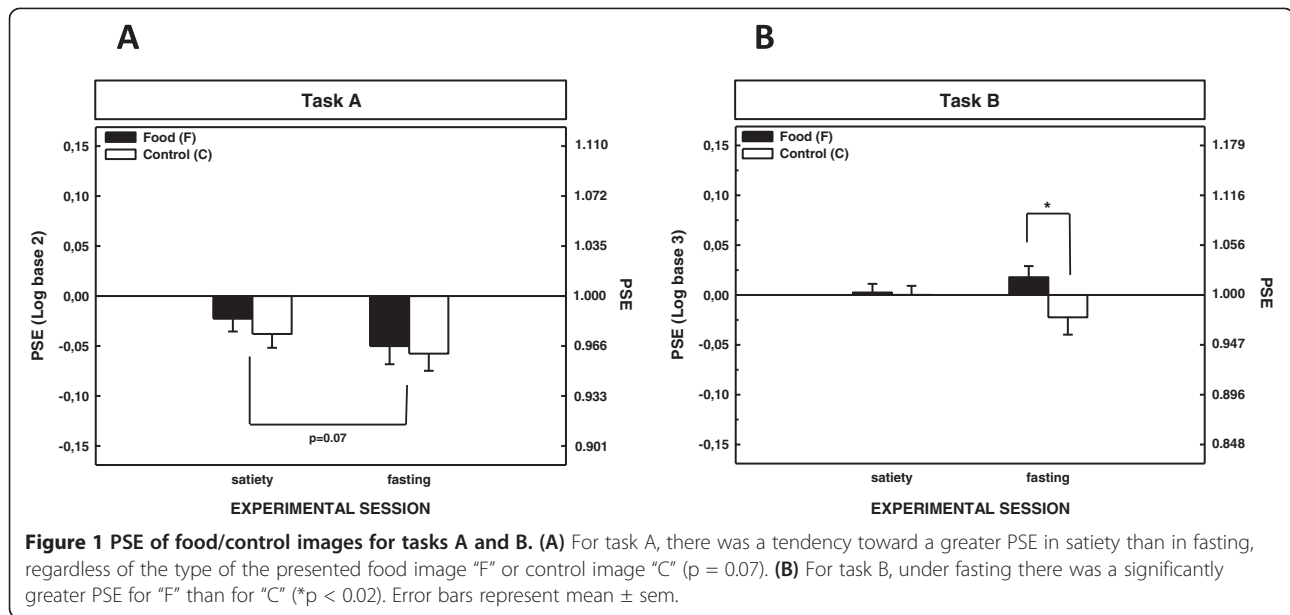 A
B
Task A
Food (F)
Control (C)
0,15
0,10
0,05
0,00
-0,05
-0,10
-0,15
PSE (Log base 2)
1.110
1.072
1.035
1.000
0.966
0.933
0.901
PSE
p=0.07
satiety fasting
EXPERIMENTAL SESSION
Task B
Food (F)
Control (C)
0,15
0,10
0,05
0,00
-0,05
-0,10
-0,15
PSE (Log base 3)
1.179
1.116
1.056
1.000
0.947
0.896
0.848
PSE
*
satiety fasting
EXPERIMENTAL SESSION
Figure 1 PSE of food/control images for tasks A and B. (A) For task A, there was a tendency toward a greater PSE in satiety than in fasting,
regardless of the type of the presented food image “F” or control image “C” (p = 0.07). (B) For task B, under fasting there was a significantly
greater PSE for “F” than for “C” (*p < 0.02). Error bars represent mean ± sem.